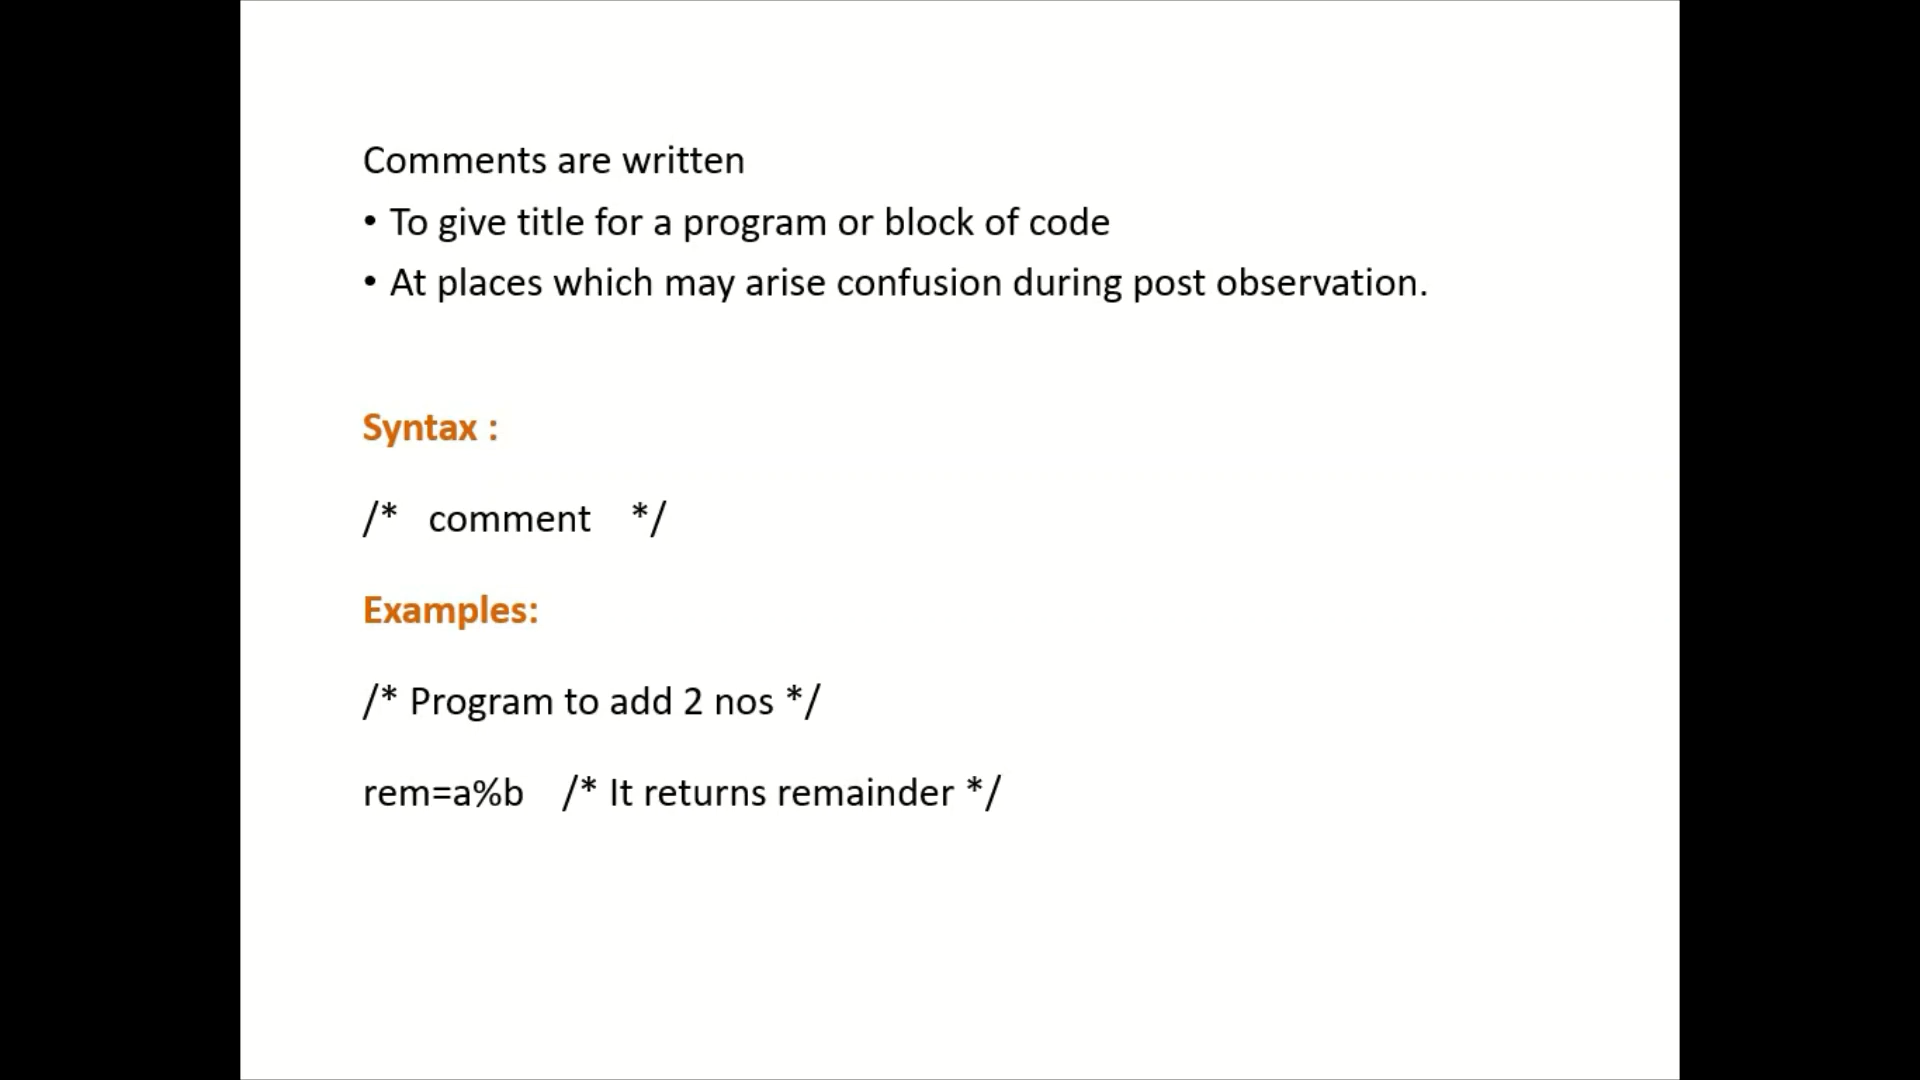 Comments are written
• To give title for a program or block of code
• At places which may arise confusion during post observation.
Syntax :
/*   comment    */
Examples:
/* Program to add 2 nos */
rem=a%b    /* It returns remainder */